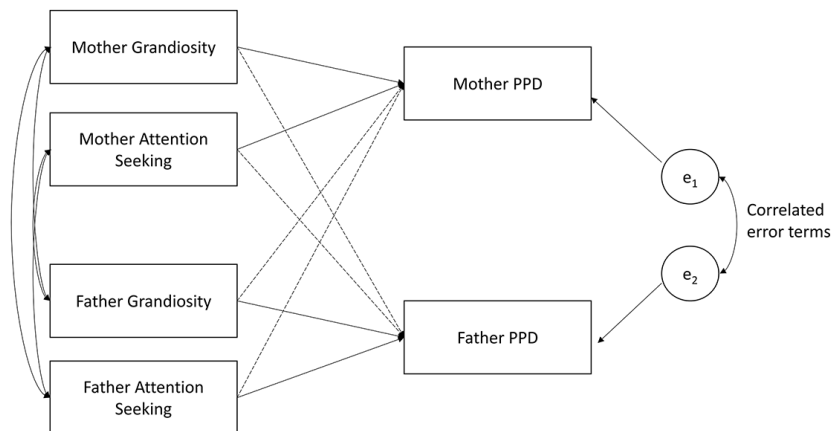 Mother Grandiosity
Mother Attention
Seeking
Father Grandiosity
Father Attention
Seeking
Mother PPD
Father PPD
e₁
e₂
Correlated
error terms